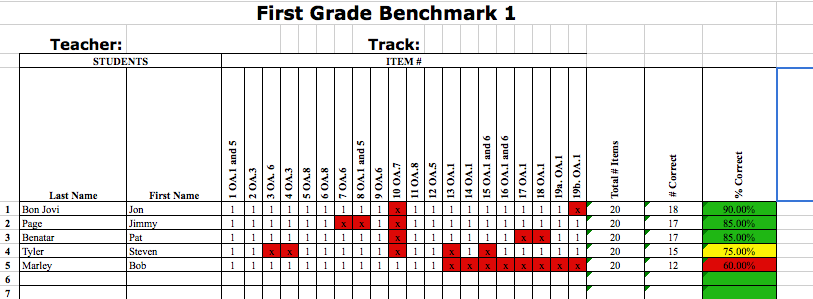 First Grade Benchmark 1
Teacher: Track:
STUDENTS ITEM #
Last Name First Name 1 OA.1 and 5 2 OA.3 3 OA. 6 4 OA.3 5 OA.8 6 OA.8 7 OA.6 8 OA.1 and 5 9 OA.6 10 OA.7 11 OA.8 12 OA.5 13 OA.1 14 OA.1 15 OA.1 and 6 16 OA.1 and 6 17 OA.1 18 OA.1 19a. OA.1 19b. OA.1 Total # Items # Correct % Correct
1 Bon Jovi Jon 1 1 1 1 1 1 1 1 1 x 1 1 1 1 1 1 1 1 1 x 20 18 90.00%
2 Page Jimmy 1 1 1 1 1 1 x x 1 x 1 1 1 1 1 1 1 1 1 1 20 17 85.00%
3 Benatar Pat 1 1 1 1 1 1 1 1 1 x 1 1 1 1 1 1 x x 1 1 20 17 85.00%
4 Tyler Steven 1 1 x x 1 1 1 1 1 x 1 1 x 1 x 1 1 1 1 1 20 15 75.00%
5 Marley Bob 1 1 1 1 1 1 1 1 1 1 1 1 x x x x x x x x 20 12 60.00%
6
7